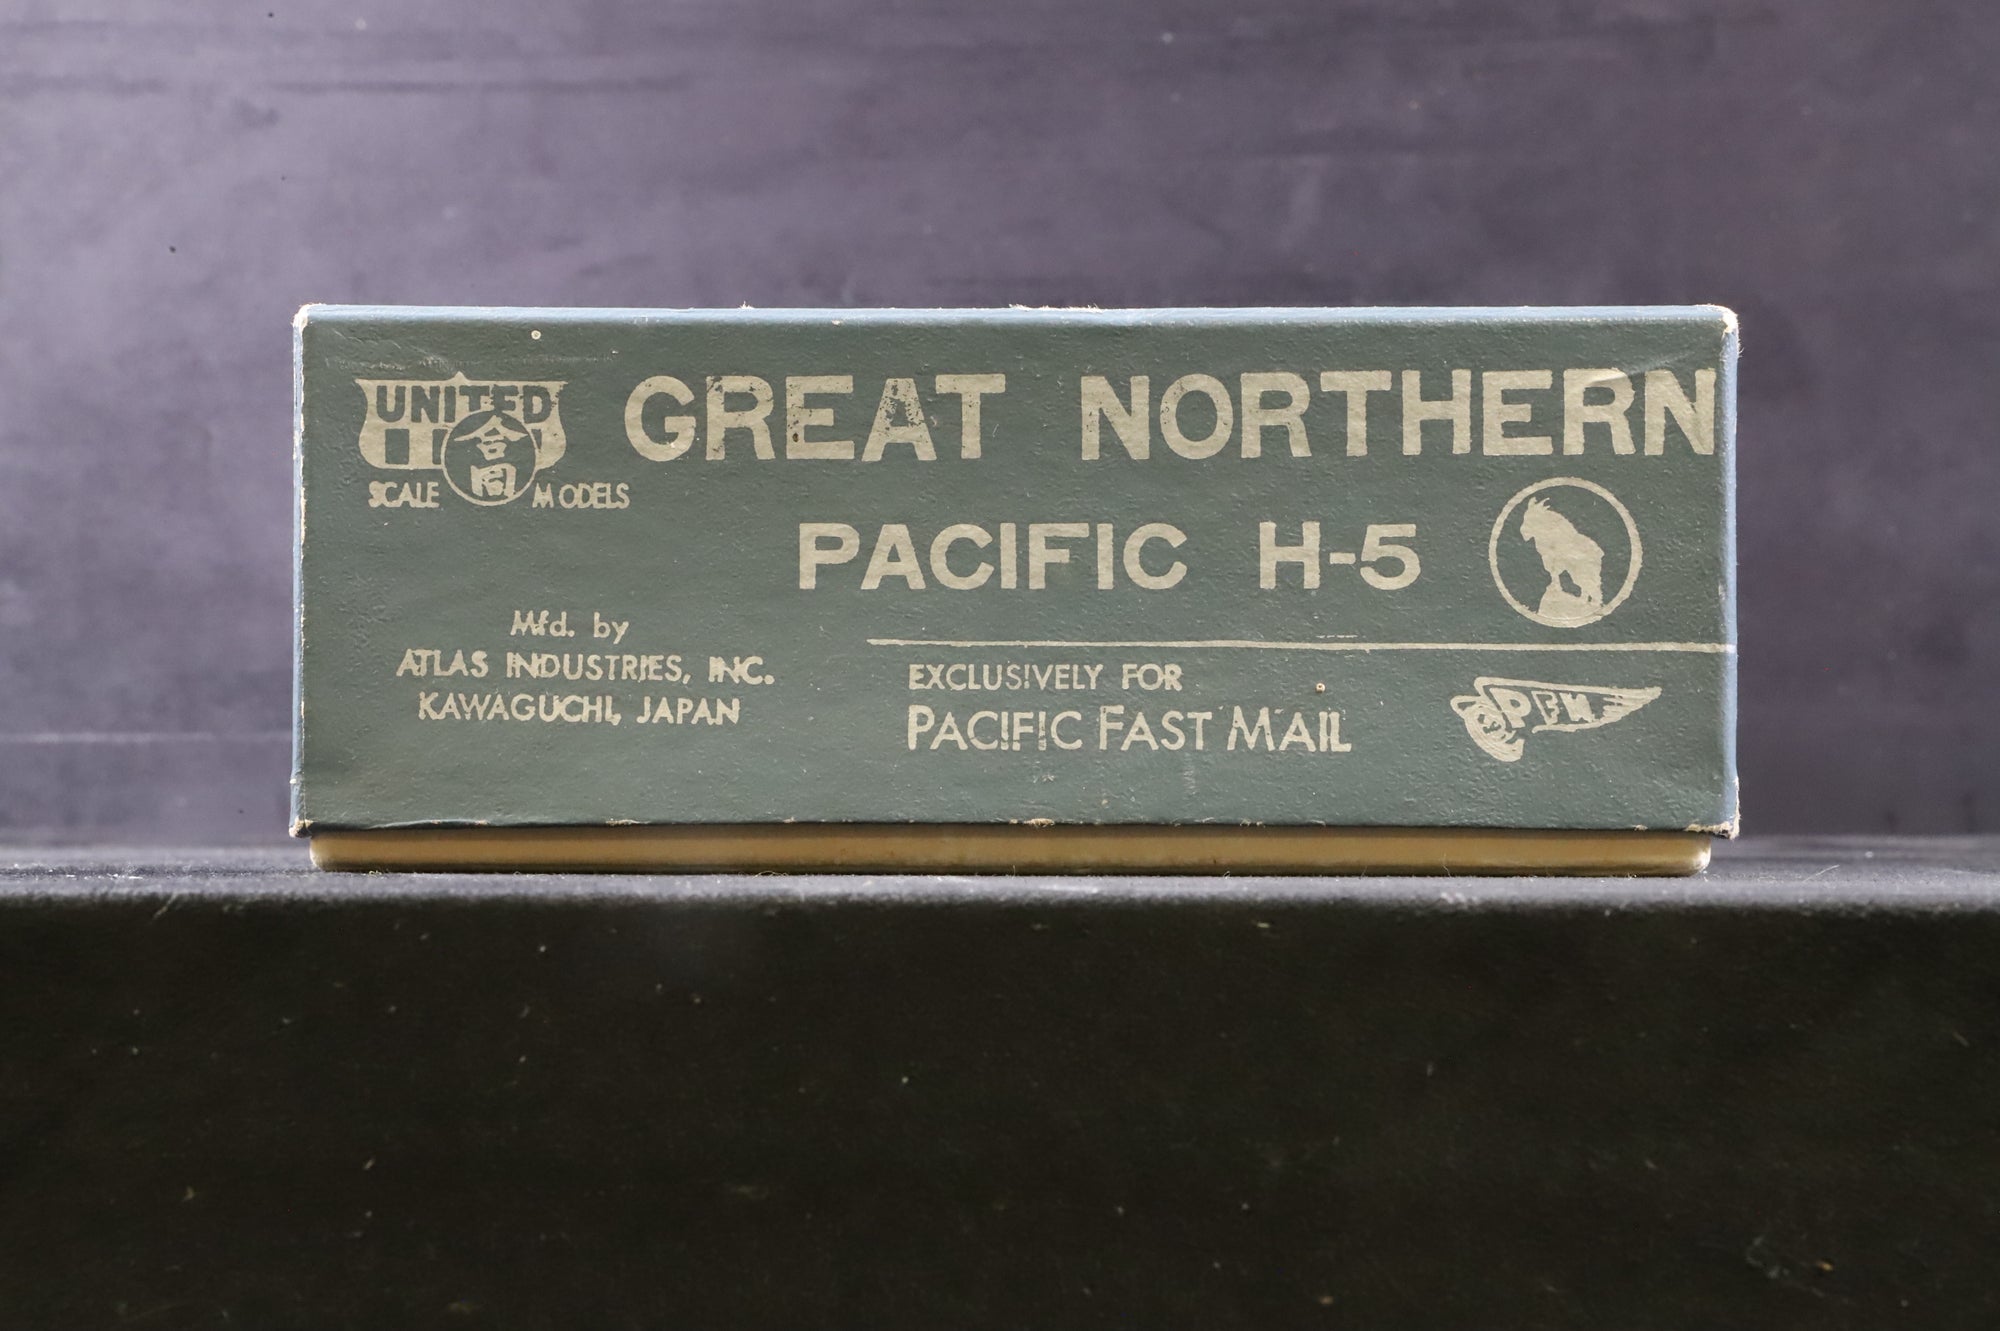 UNITED
合同
SCALE MODELS
GREAT NORTHERN
PACIFIC H-5
Mfd. by
ATLAS INDUSTRIES, INC.
KAWAGUCHI, JAPAN
EXCLUSIVELY FOR
PACIFIC FAST MAIL
PFM